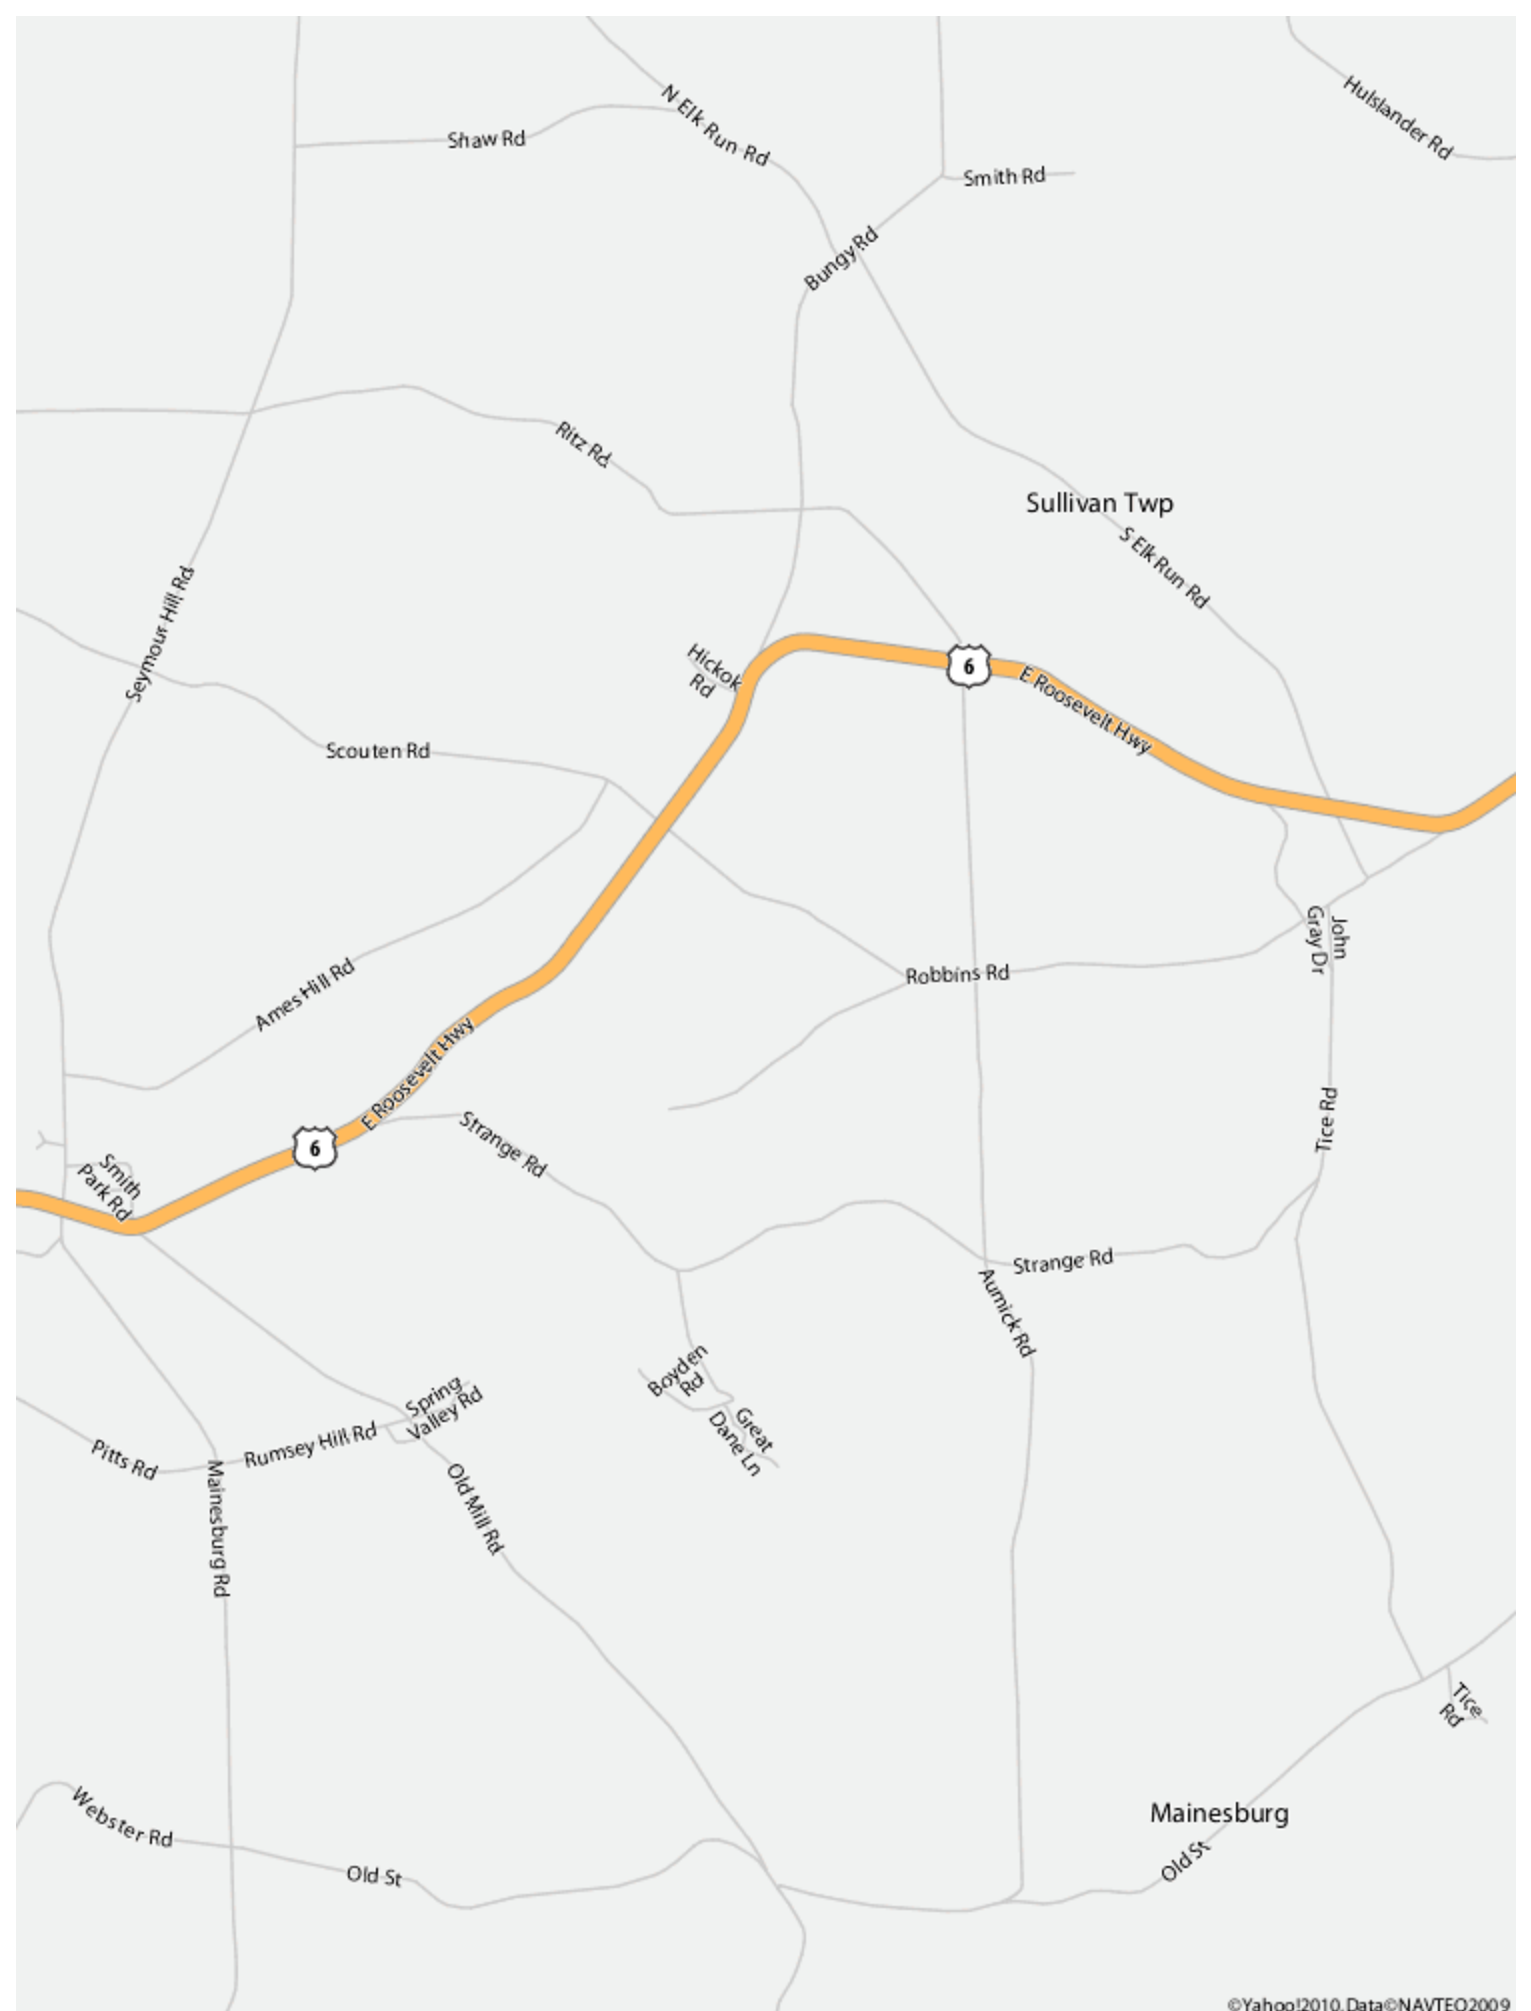 Hulslander Rd
N Elk Run Rd
Shaw Rd
Smith Rd
Bungy Rd
Ritz Rd
Sullivan Twp
S Elk Run Rd
Seymour Hill Rd
Hickok
Rd
6
E Roosevelt Hwy
Scouten Rd
John
Gray Dr
Robbins Rd
Ames Hill Rd
E Roosevelt Hwy
Tice Rd
Strange Rd
6
Smith
Park Rd
Strange Rd
Aumick Rd
Boyden
Rd
Spring
Valley Rd
Great
Dane Ln
Rumsey Hill Rd
Pitts Rd
Mainesburg Rd
Old Mill Rd
Tice
Rd
Mainesburg
Webster Rd
Old St
Old St
©Yahoo!2010, Data©NAVTEQ2009